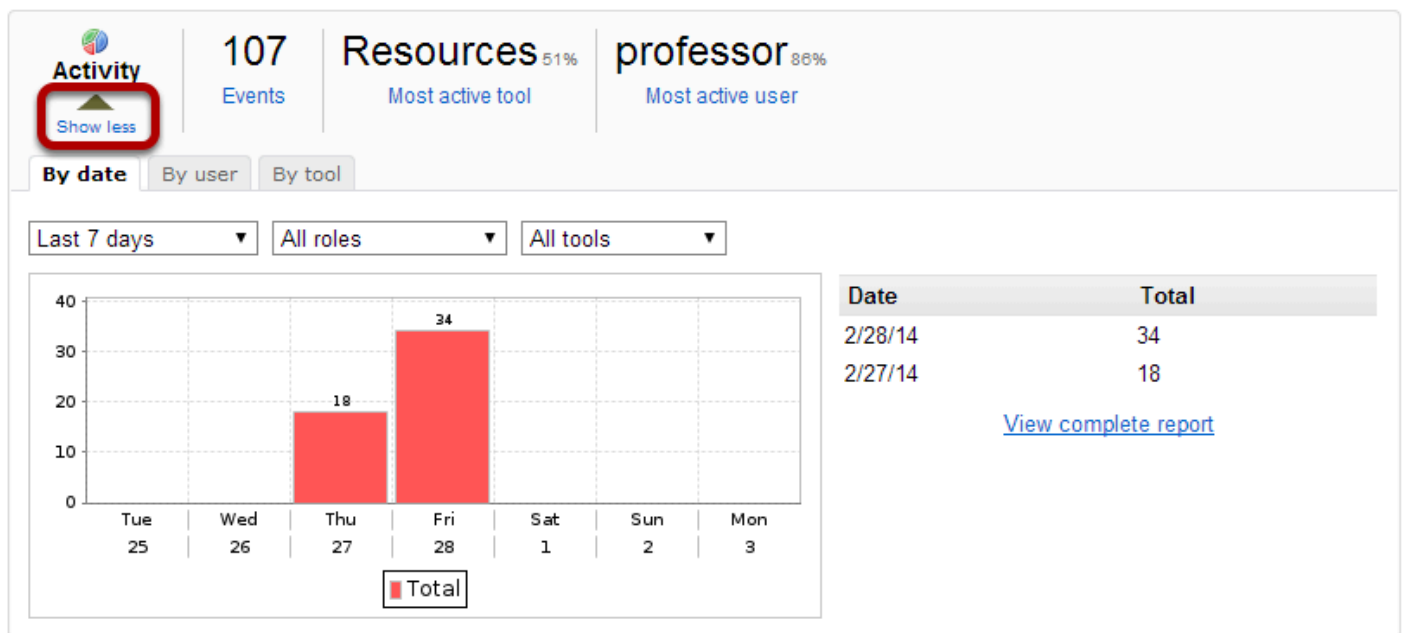 Activity
Show less
107
Events
Resources 51%
Most active tool
professor 86%
Most active user
By date By user By tool
Last 7 days All roles All tools
40
30
20
10
0
34
18
Tue Wed Thu Fri Sat Sun Mon
25 26 27 28 1 2 3
Total
Date Total
2/28/14 34
2/27/14 18
View complete report